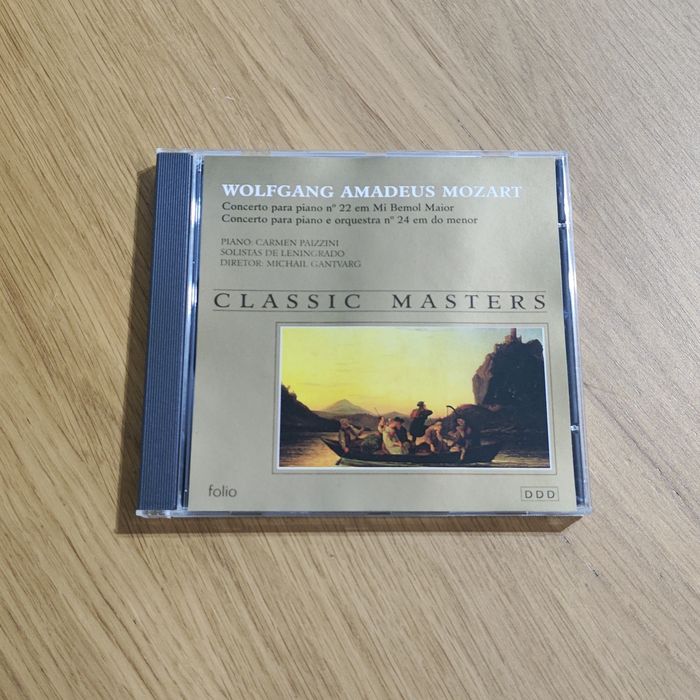 WOLFGANG AMADEUS MOZART
Concerto para piano nº 22 em Mi Bemol Maior
Concerto para piano e orquestra nº 24 em do menor
PIANO: CARMEN PAIZZINI
SOLISTAS DE LENINGRADO
DIRETOR: MICHAIL GANTVARG
CLASSIC MASTERS
folio
DDD